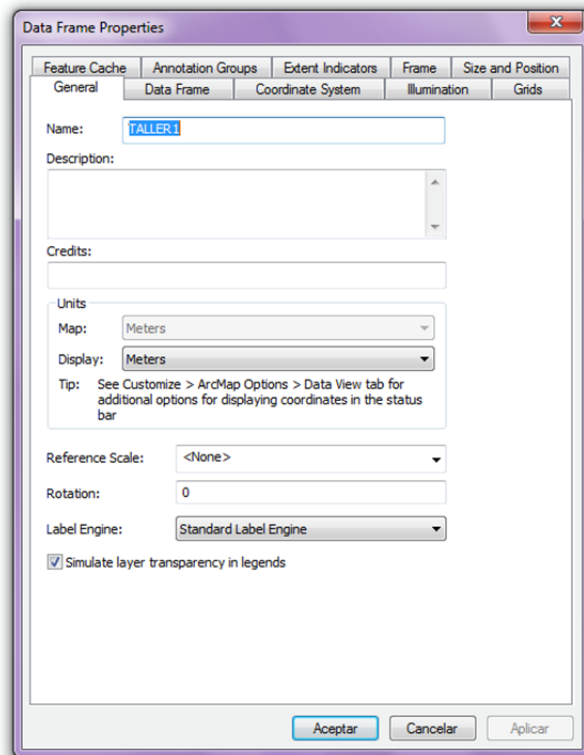 Data Frame Properties
Feature Cache Annotation Groups Extent Indicators Frame Size and Position
General Data Frame Coordinate System Illumination Grids
Name: TALLER1
Description:
Credits:
Units
Map: Meters
Display: Meters
Tip: See Customize > ArcMap Options > Data View tab for
additional options for displaying coordinates in the status
bar
Reference Scale: <None>
Rotation: 0
Label Engine: Standard Label Engine
Simulate layer transparency in legends
Aceptar Cancelar Aplicar